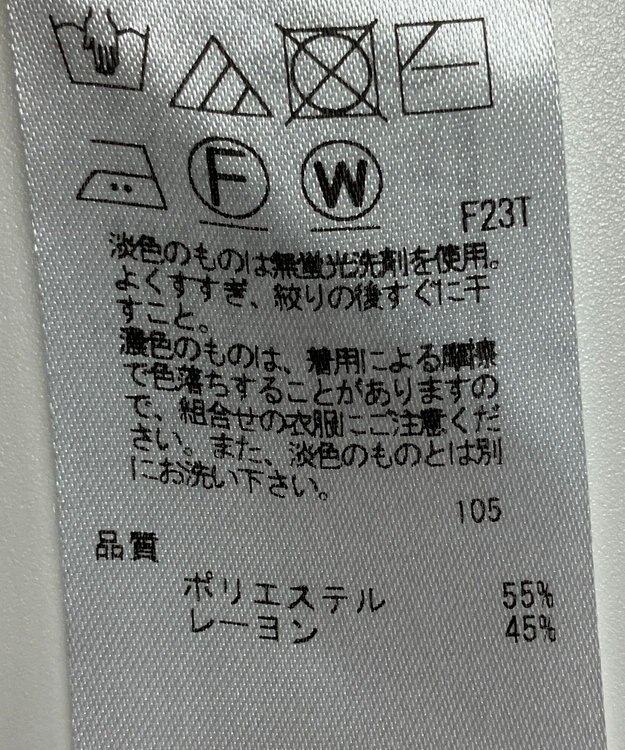 F
W
F23T
淡色のものは無蛍光洗剤を使用。
よくすすぎ、絞りの後すぐに干
すこと。
濃色のものは、着用による摩擦
で色落ちすることがありますの
で、組合せの衣服にご注意くだ
さい。また、淡色のものとは別
にお洗い下さい。
105
品質
ポリエステル 55%
レーヨン 45%